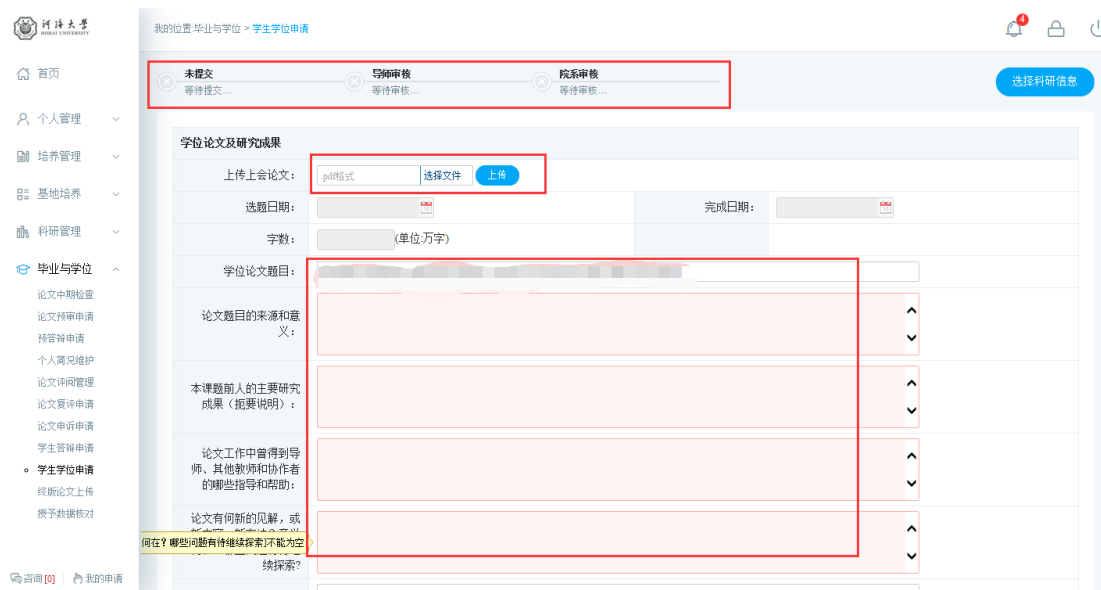 河海大学
HOHAI UNIVERSITY
我的位置:毕业与学位 > 学生学位申请
4
首页
个人管理
培养管理
基地培养
科研管理
毕业与学位
论文中期检查
论文预审申请
预答辩申请
个人简况维护
论文评阅管理
论文复评申请
论文申诉申请
学生答辩申请
学生学位申请
终版论文上传
授予数据核对
咨询[0]
我的申请
未提交
等待提交...
导师审核
等待审核...
院系审核
等待审核...
选择科研信息
学位论文及研究成果
上传上会论文：
.pdf格式
选择文件
上传
选题日期：
完成日期：
字数：
(单位:万字)
学位论文题目：
论文题目的来源和意
义：
本课题前人的主要研究
成果（扼要说明）：
论文工作中曾得到导
师、其他教师和协作者
的哪些指导和帮助：
论文有何新的见解，或
何在？哪些问题有待继续探索]不能为空
续探索?